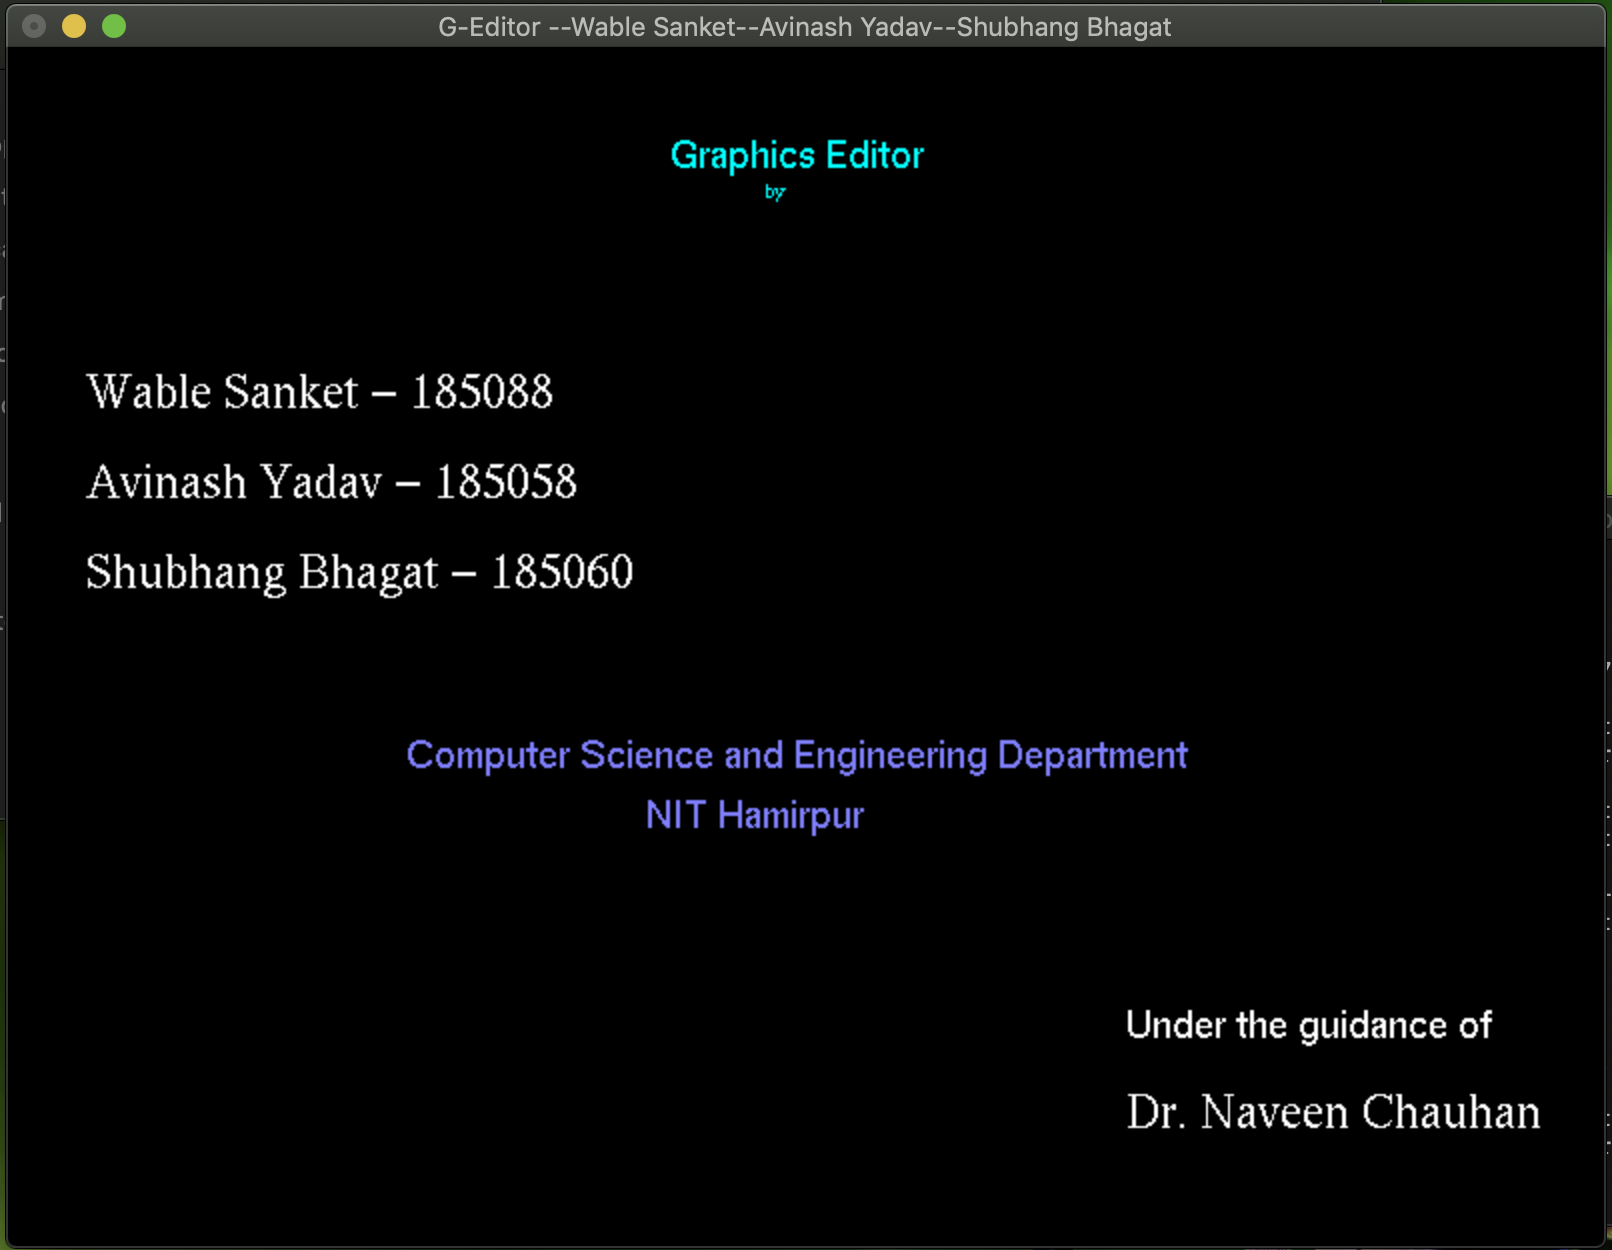 G-Editor --Wable Sanket--Avinash Yadav--Shubhang Bhagat
Graphics Editor
by
Wable Sanket – 185088
Avinash Yadav – 185058
Shubhang Bhagat – 185060
Computer Science and Engineering Department
NIT Hamirpur
Under the guidance of
Dr. Naveen Chauhan